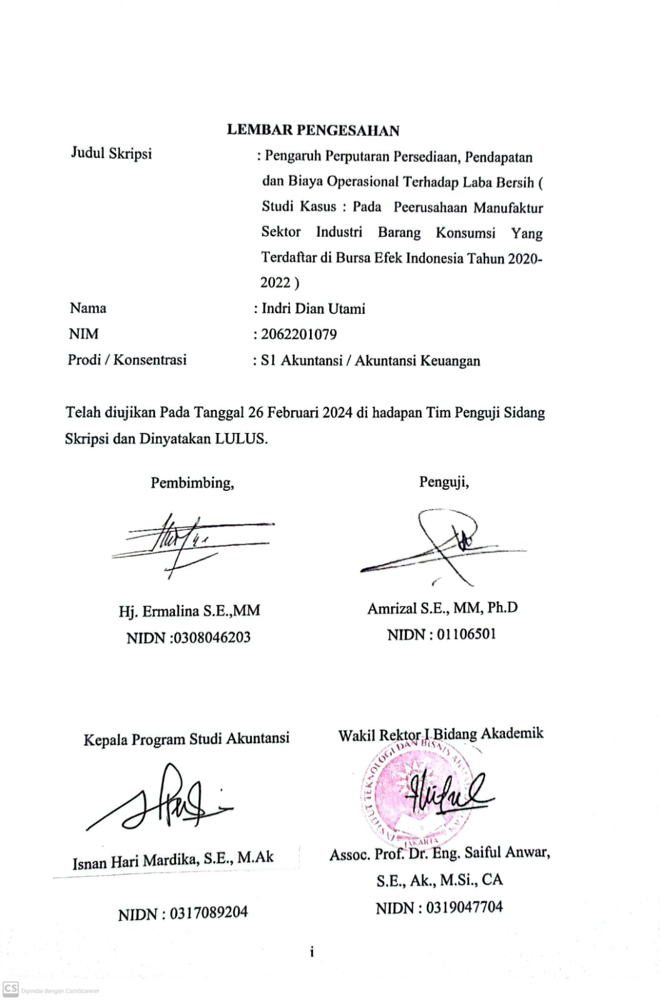 LEMBAR PENGESAHAN
Judul Skripsi : Pengaruh Perputaran Persediaan, Pendapatan
dan Biaya Operasional Terhadap Laba Bersih (
Studi Kasus : Pada Peerusahaan Manufaktur
Sektor Industri Barang Konsumsi Yang
Terdaftar di Bursa Efek Indonesia Tahun 2020-
2022 )
Nama : Indri Dian Utami
NIM : 2062201079
Prodi / Konsentrasi : S1 Akuntansi / Akuntansi Keuangan
Telah diujikan Pada Tanggal 26 Februari 2024 di hadapan Tim Penguji Sidang
Skripsi dan Dinyatakan LULUS.
Pembimbing, Penguji,
Hj. Ermalina S.E.,MM Amrizal S.E., MM, Ph.D
NIDN :0308046203 NIDN : 01106501
Kepala Program Studi Akuntansi Wakil Rektor I Bidang Akademik
INSTITUT TEKNOLOGI DAN BISNIS
JAKARTA
Isnan Hari Mardika, S.E., M.Ak Assoc. Prof. Dr. Eng. Saiful Anwar,
S.E., Ak., M.Si., CA
NIDN : 0317089204 NIDN : 0319047704
i
CS Dipindai dengan CamScanner